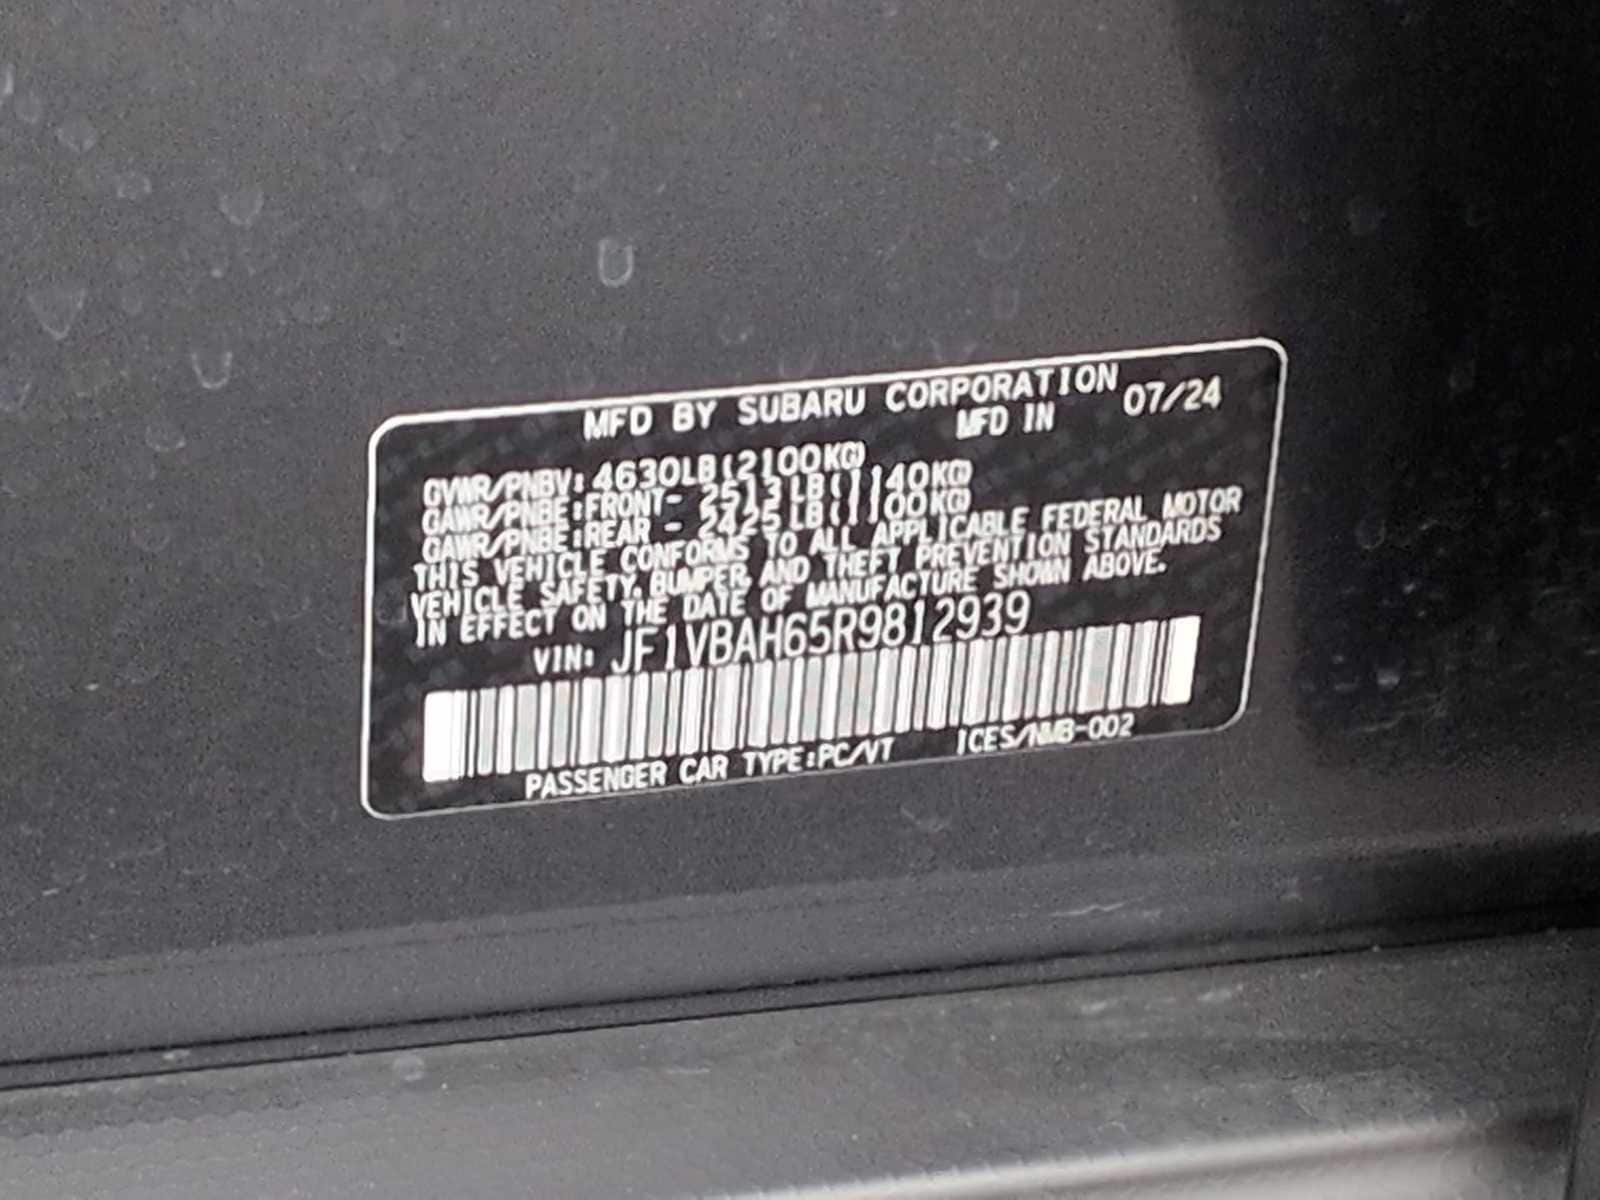 MFD BY SUBARU CORPORATION
MFD IN 07/24
GVWR/PNBV: 4630LB(2100KG)
GAWR/PNBE:FRONT- 2513LB(1140KG)
GAWR/PNBE:REAR - 2425LB(1100KG)
THIS VEHICLE CONFORMS TO ALL APPLICABLE FEDERAL MOTOR
VEHICLE SAFETY, BUMPER, AND THEFT PREVENTION STANDARDS
IN EFFECT ON THE DATE OF MANUFACTURE SHOWN ABOVE.
VIN: JF1VBAH65R9812939
PASSENGER CAR TYPE:PC/VT ICES/NMB-002